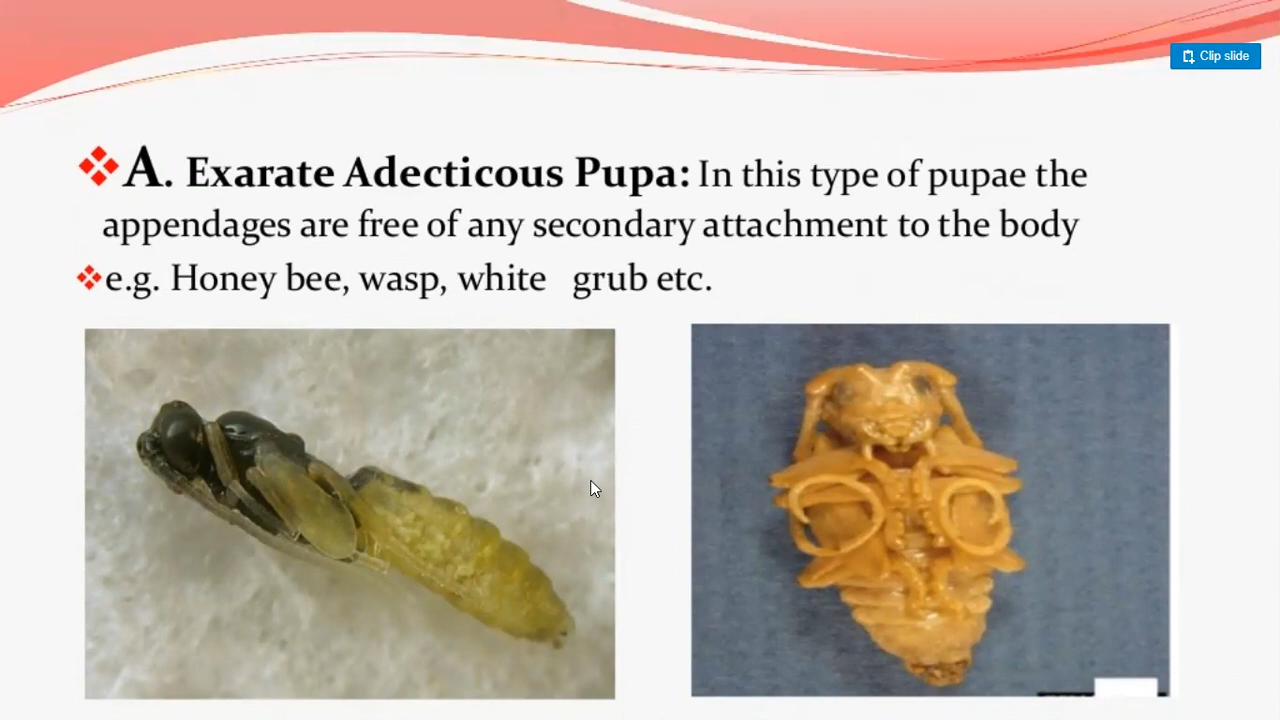 Clip slide
❖A. Exarate Adecticous Pupa: In this type of pupae the
appendages are free of any secondary attachment to the body
❖e.g. Honey bee, wasp, white grub etc.